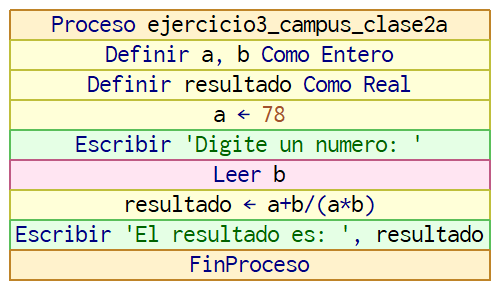 Proceso ejercicio3_campus_clase2a
Definir a, b Como Entero
Definir resultado Como Real
a ← 78
Escribir 'Digite un numero: '
Leer b
resultado ← a+b/(a*b)
Escribir 'El resultado es: ', resultado
FinProceso